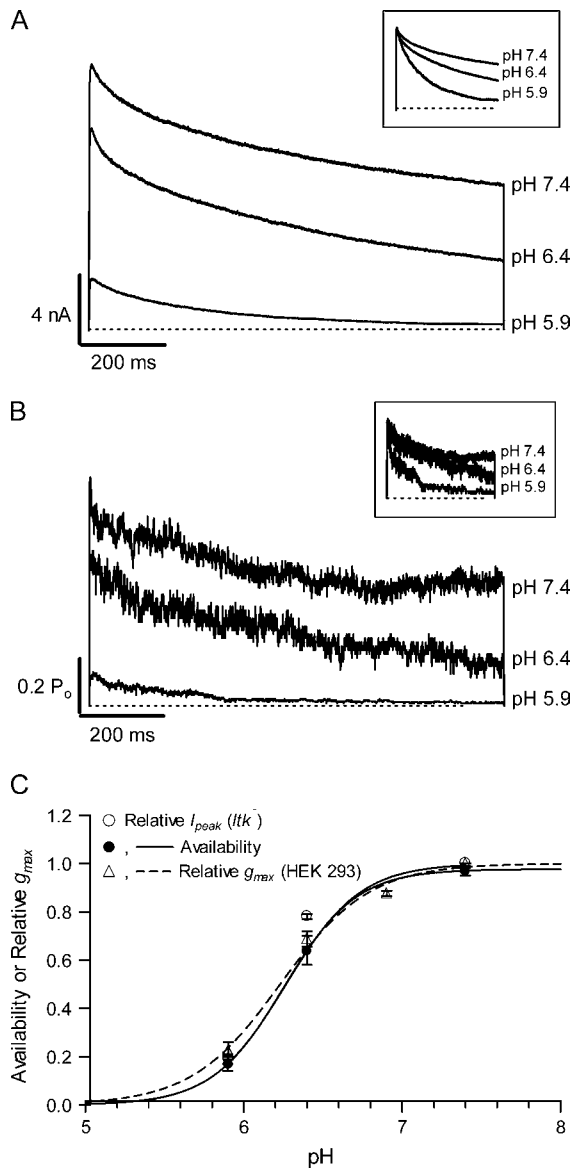 A
pH 7.4
pH 6.4
pH 5.9
pH 7.4
pH 6.4
pH 5.9
4 nA
200 ms
B
pH 7.4
pH 6.4
pH 5.9
pH 7.4
pH 6.4
pH 5.9
0.2 Po
200 ms
C
Availability or Relative gmax
1.2
1.0
0.8
0.6
0.4
0.2
0.0
Relative Ipeak (ltk-)
, Availability
, Relative gmax (HEK 293)
5 6 7 8
pH